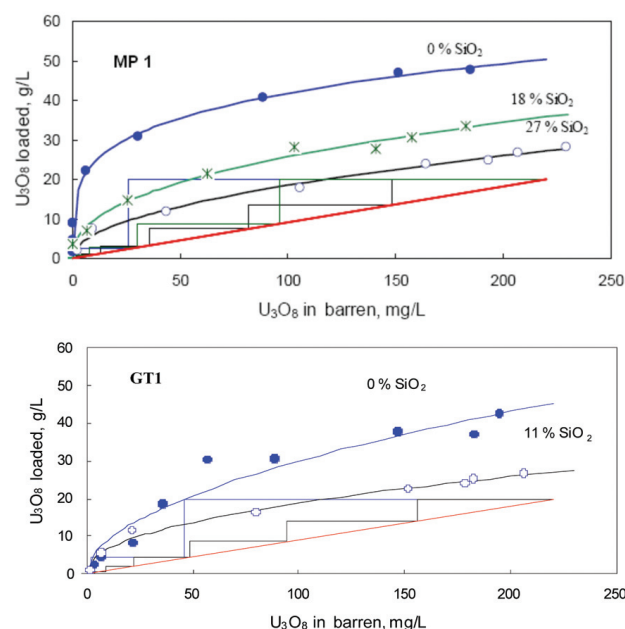 60
50
40
30
20
10
0
U₃O₈ loaded, g/L
MP 1
0 % SiO₂
18 % SiO₂
27 % SiO₂
0 50 100 150 200 250
U₃O₈ in barren, mg/L
60
50
40
30
20
10
0
U₃O₈ loaded, g/L
GT1
0 % SiO₂
11 % SiO₂
0 50 100 150 200
U₃O₈ in barren, mg/L